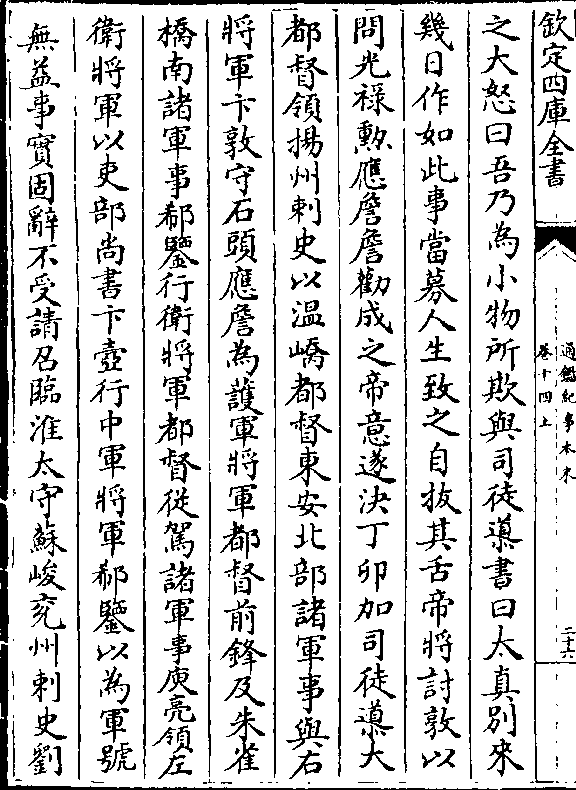 欽定四庫全書
通鑑紀事本末
卷十四上
二十六
之大怒曰吾乃為小物所欺與司徒導書曰太真別來
幾日作如此事當募人生致之自拔其舌帝將討敦以
問光祿勲應詹詹勸成之帝意遂決丁卯加司徒導大
都督領揚州刺史以温嶠都督東安北部諸軍事與右
將軍卞敦守石頭應詹為護軍將軍都督前鋒及朱雀
橋南諸軍事郗鑒行衛將軍都督從駕諸軍事庾亮領左
衛將軍以吏部尚書卞壼行中軍將軍郗鑒以為軍號
無益事實固辭不受請召臨淮太守蘇峻兖州刺史劉